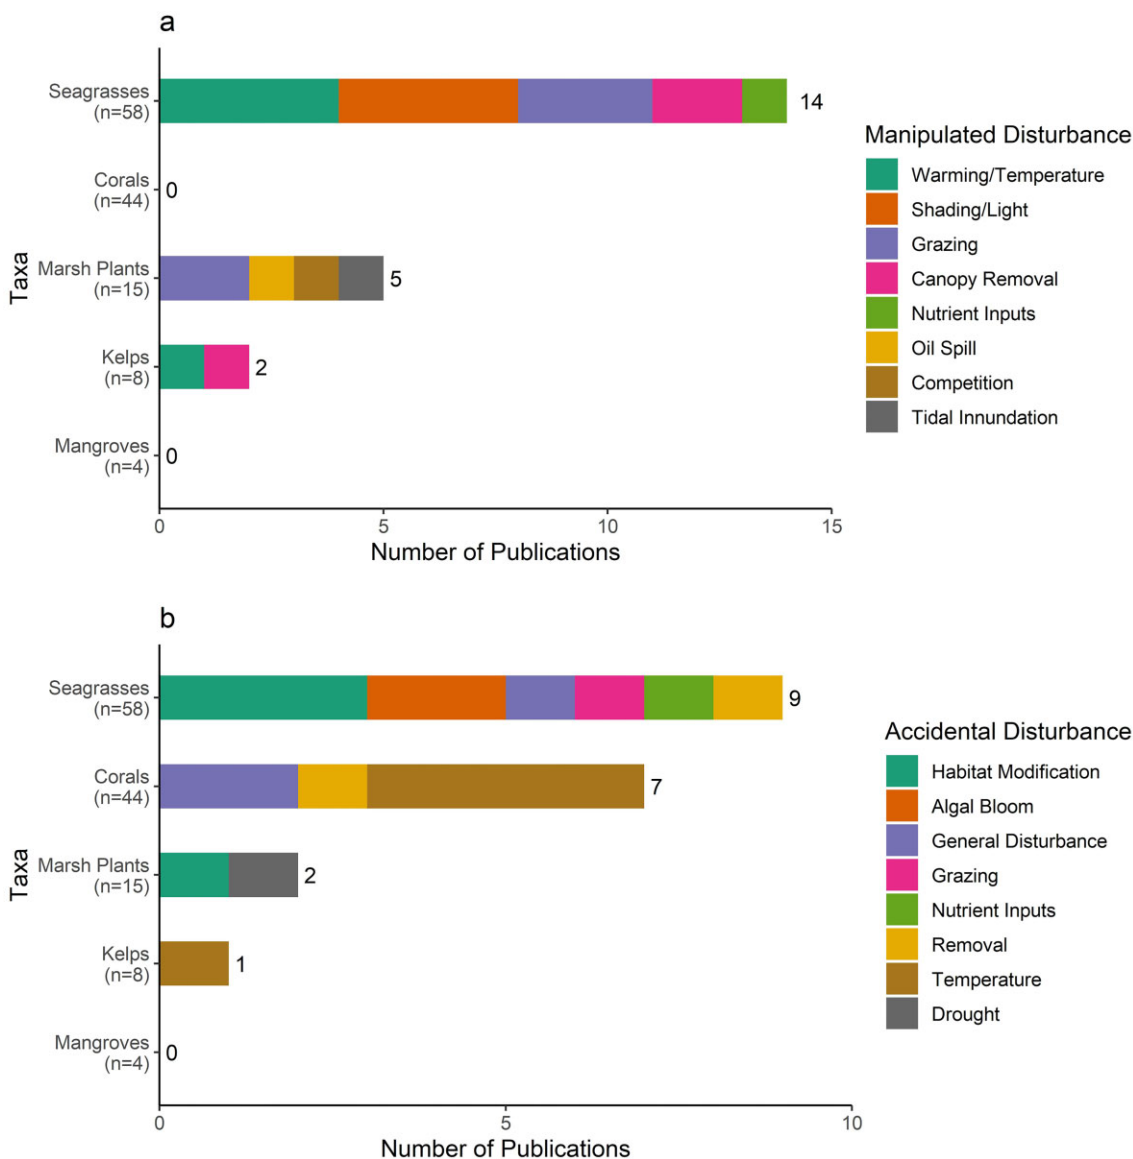 a
Seagrasses
(n=58)
14
Corals
(n=44)
0
Marsh Plants
(n=15)
5
Kelps
(n=8)
2
Mangroves
(n=4)
0
Taxa
0 5 10 15
Number of Publications
Manipulated Disturbance
Warming/Temperature
Shading/Light
Grazing
Canopy Removal
Nutrient Inputs
Oil Spill
Competition
Tidal Innundation
b
Seagrasses
(n=58)
9
Corals
(n=44)
7
Marsh Plants
(n=15)
2
Kelps
(n=8)
1
Mangroves
(n=4)
0
Taxa
0 5 10
Number of Publications
Accidental Disturbance
Habitat Modification
Algal Bloom
General Disturbance
Grazing
Nutrient Inputs
Removal
Temperature
Drought